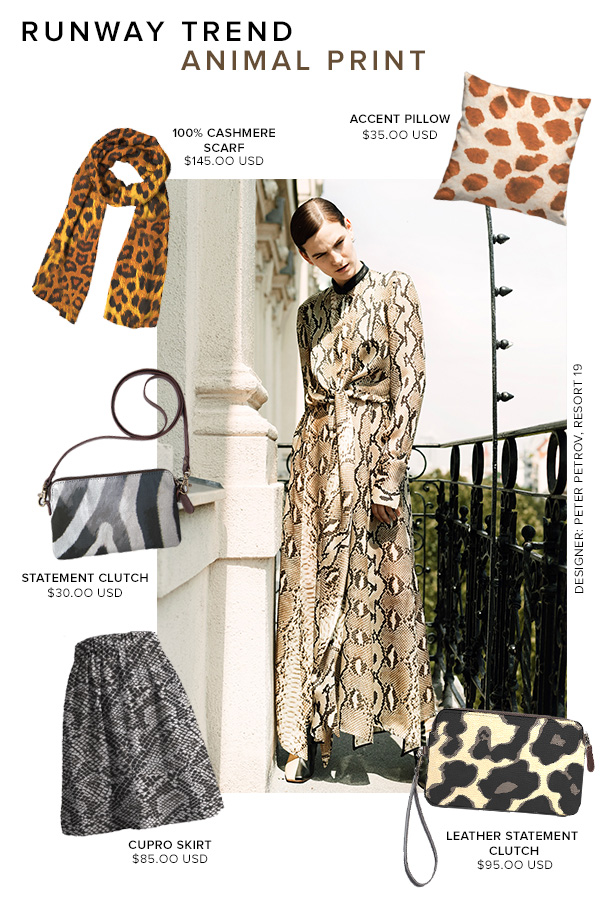 RUNWAY TREND
ANIMAL PRINT
ACCENT PILLOW
$35.00 USD
100% CASHMERE
SCARF
$145.00 USD
DESIGNER: PETER PETROV, RESORT 19
STATEMENT CLUTCH
$30.00 USD
CUPRO SKIRT
$85.00 USD
LEATHER STATEMENT
CLUTCH
$95.00 USD